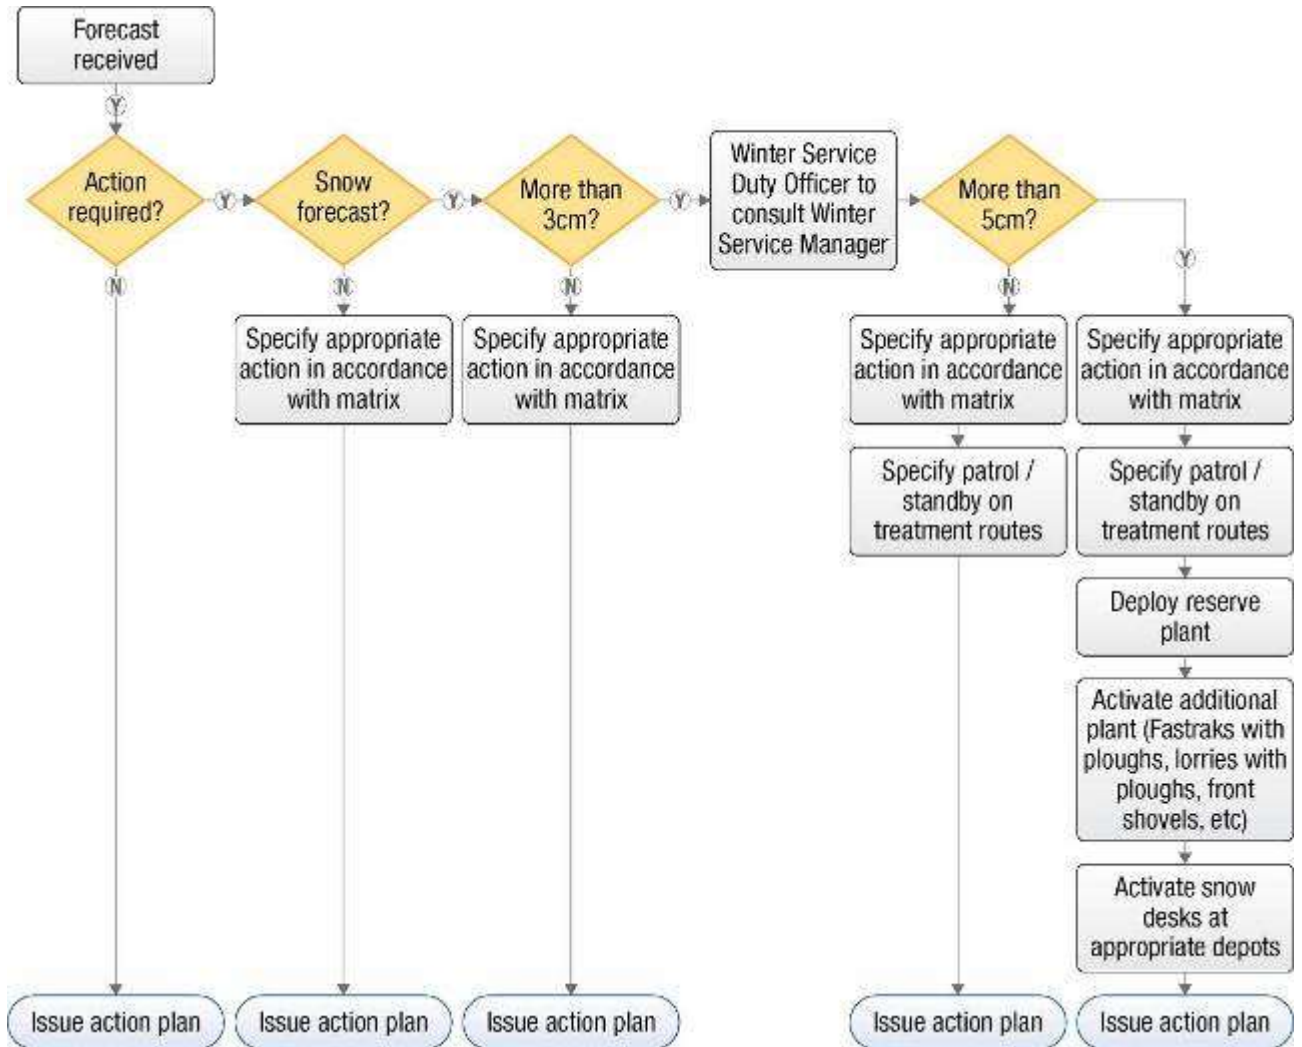 Forecast
received
Y
Action
required?
Y
Snow
forecast?
Y
More than
3cm?
Y
Winter Service
Duty Officer to
consult Winter
Service Manager
More than
5cm?
Y
N
N
N
N
Specify appropriate
action in accordance
with matrix
Specify appropriate
action in accordance
with matrix
Specify appropriate
action in accordance
with matrix
Specify appropriate
action in accordance
with matrix
Specify patrol /
standby on
treatment routes
Specify patrol /
standby on
treatment routes
Deploy reserve
plant
Activate additional
plant (Fastraks with
ploughs, lorries with
ploughs, front
shovels, etc)
Activate snow
desks at
appropriate depots
Issue action plan
Issue action plan
Issue action plan
Issue action plan
Issue action plan